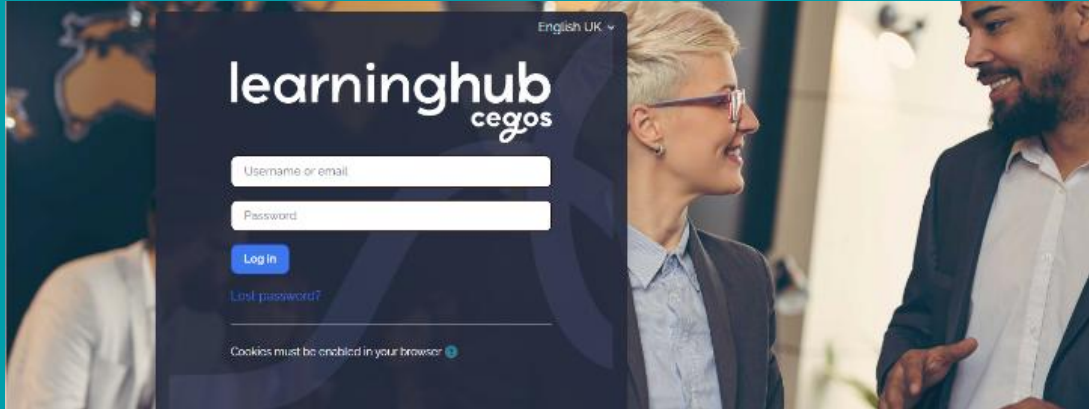 English UK
learninghub
cegos
Username or email
Password
Log in
Lost password?
Cookies must be enabled in your browser